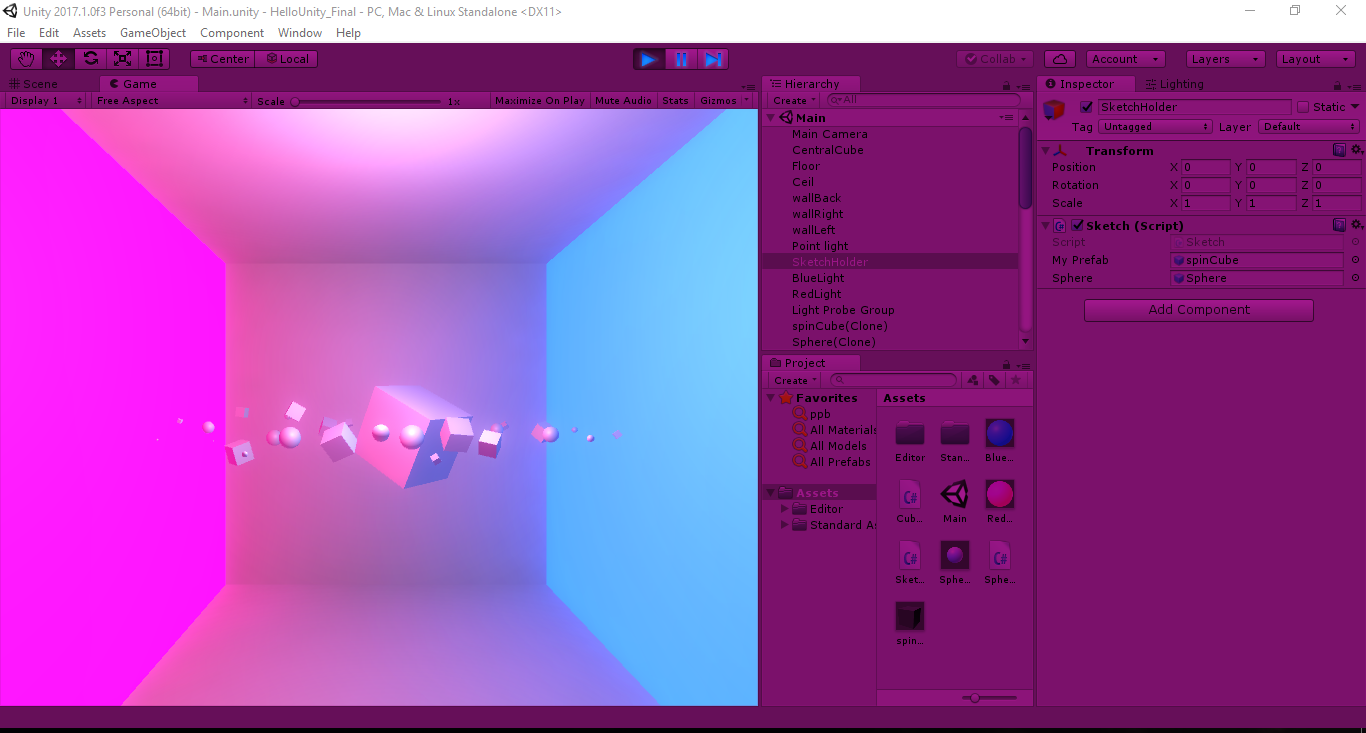 Unity 2017.1.0f3 Personal (64bit) - Main.unity - HelloUnity_Final - PC, Mac & Linux Standalone <DX11>
File Edit Assets GameObject Component Window Help
Center Local Collab Account Layers Layout
Scene Game
Display 1 Free Aspect Scale 1x Maximize On Play Mute Audio Stats Gizmos
Hierarchy
Create All
Main
Main Camera
CentralCube
Floor
Ceil
wallBack
wallRight
wallLeft
Point light
SketchHolder
BlueLight
RedLight
Light Probe Group
spinCube(Clone)
Sphere(Clone)
Project
Create
Favorites
ppb
All Materials
All Models
All Prefabs
Assets
Editor
Standard As
Assets
Editor Stan... Blue...
Cub... Main Red...
Sket... Sphe... Sphe...
spin...
Inspector Lighting
SketchHolder Static
Tag Untagged Layer Default
Transform
Position X 0 Y 0 Z 0
Rotation X 0 Y 0 Z 0
Scale X 1 Y 1 Z 1
C# Sketch (Script)
Script Sketch
My Prefab spinCube
Sphere Sphere
Add Component